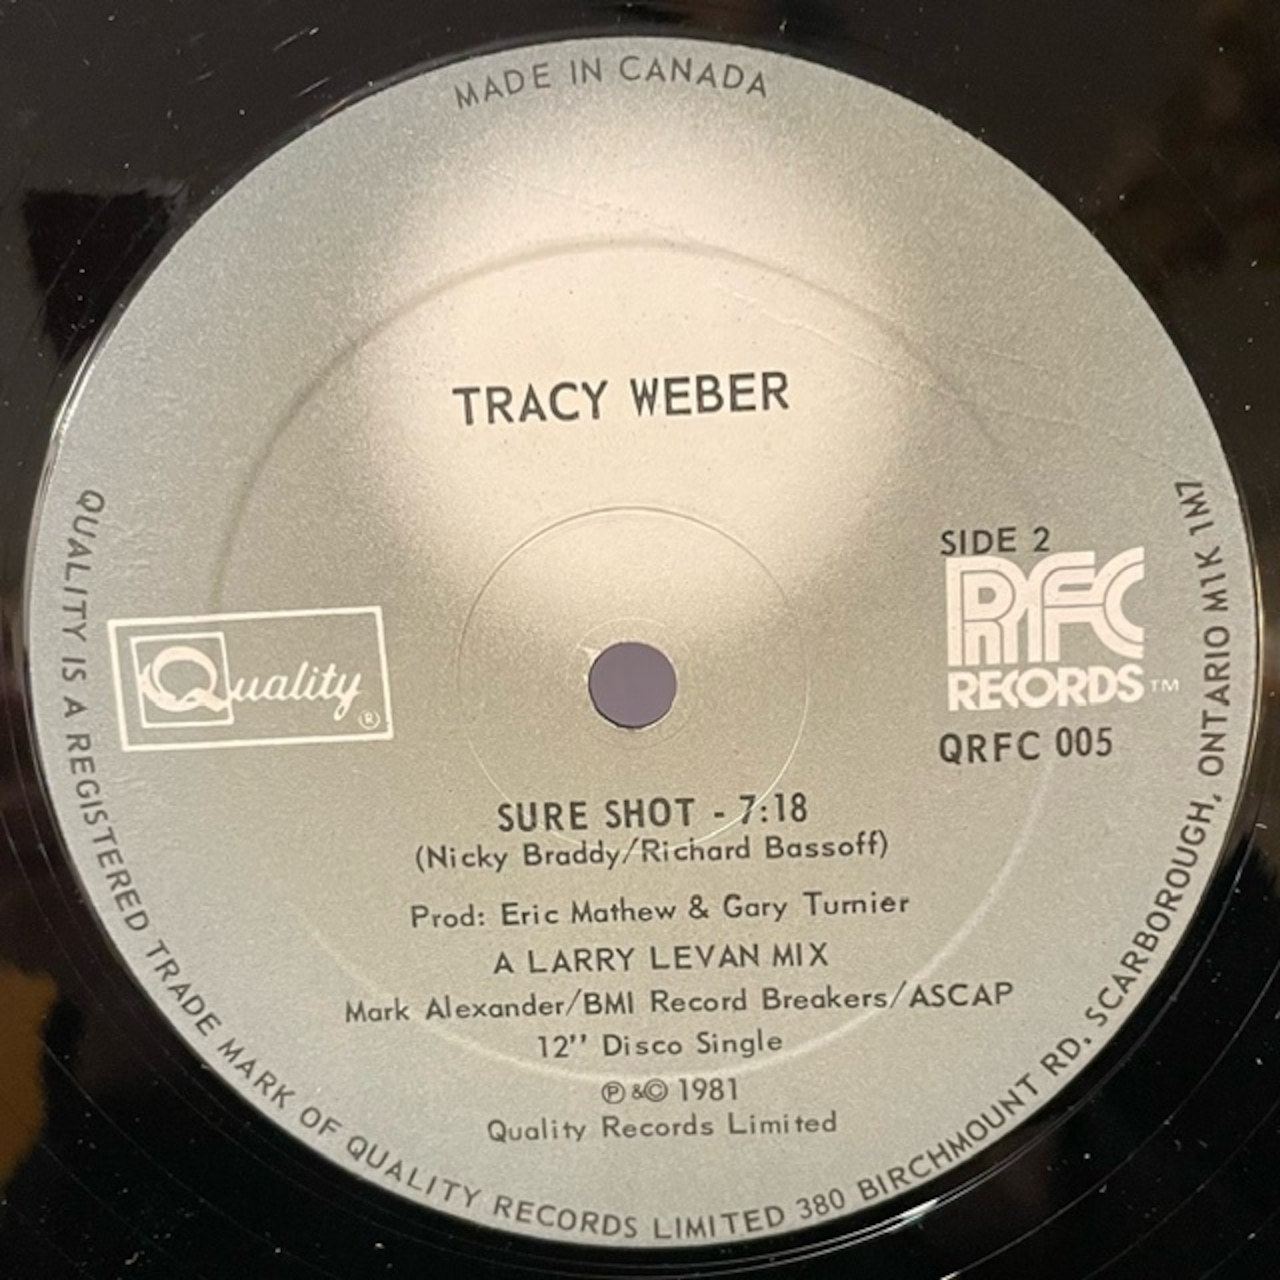 MADE IN CANADA
TRACY WEBER
SIDE 2
RFC
RECORDS™
QRFC 005
Quality®
SURE SHOT - 7:18
(Nicky Braddy/Richard Bassoff)
Prod: Eric Mathew & Gary Turnier
A LARRY LEVAN MIX
Mark Alexander/BMI Record Breakers/ASCAP
12" Disco Single
℗ & © 1981
Quality Records Limited
QUALITY IS A REGISTERED TRADE MARK OF QUALITY RECORDS LIMITED 380 BIRCHMOUNT RD. SCARBOROUGH, ONTARIO M1K 1M7